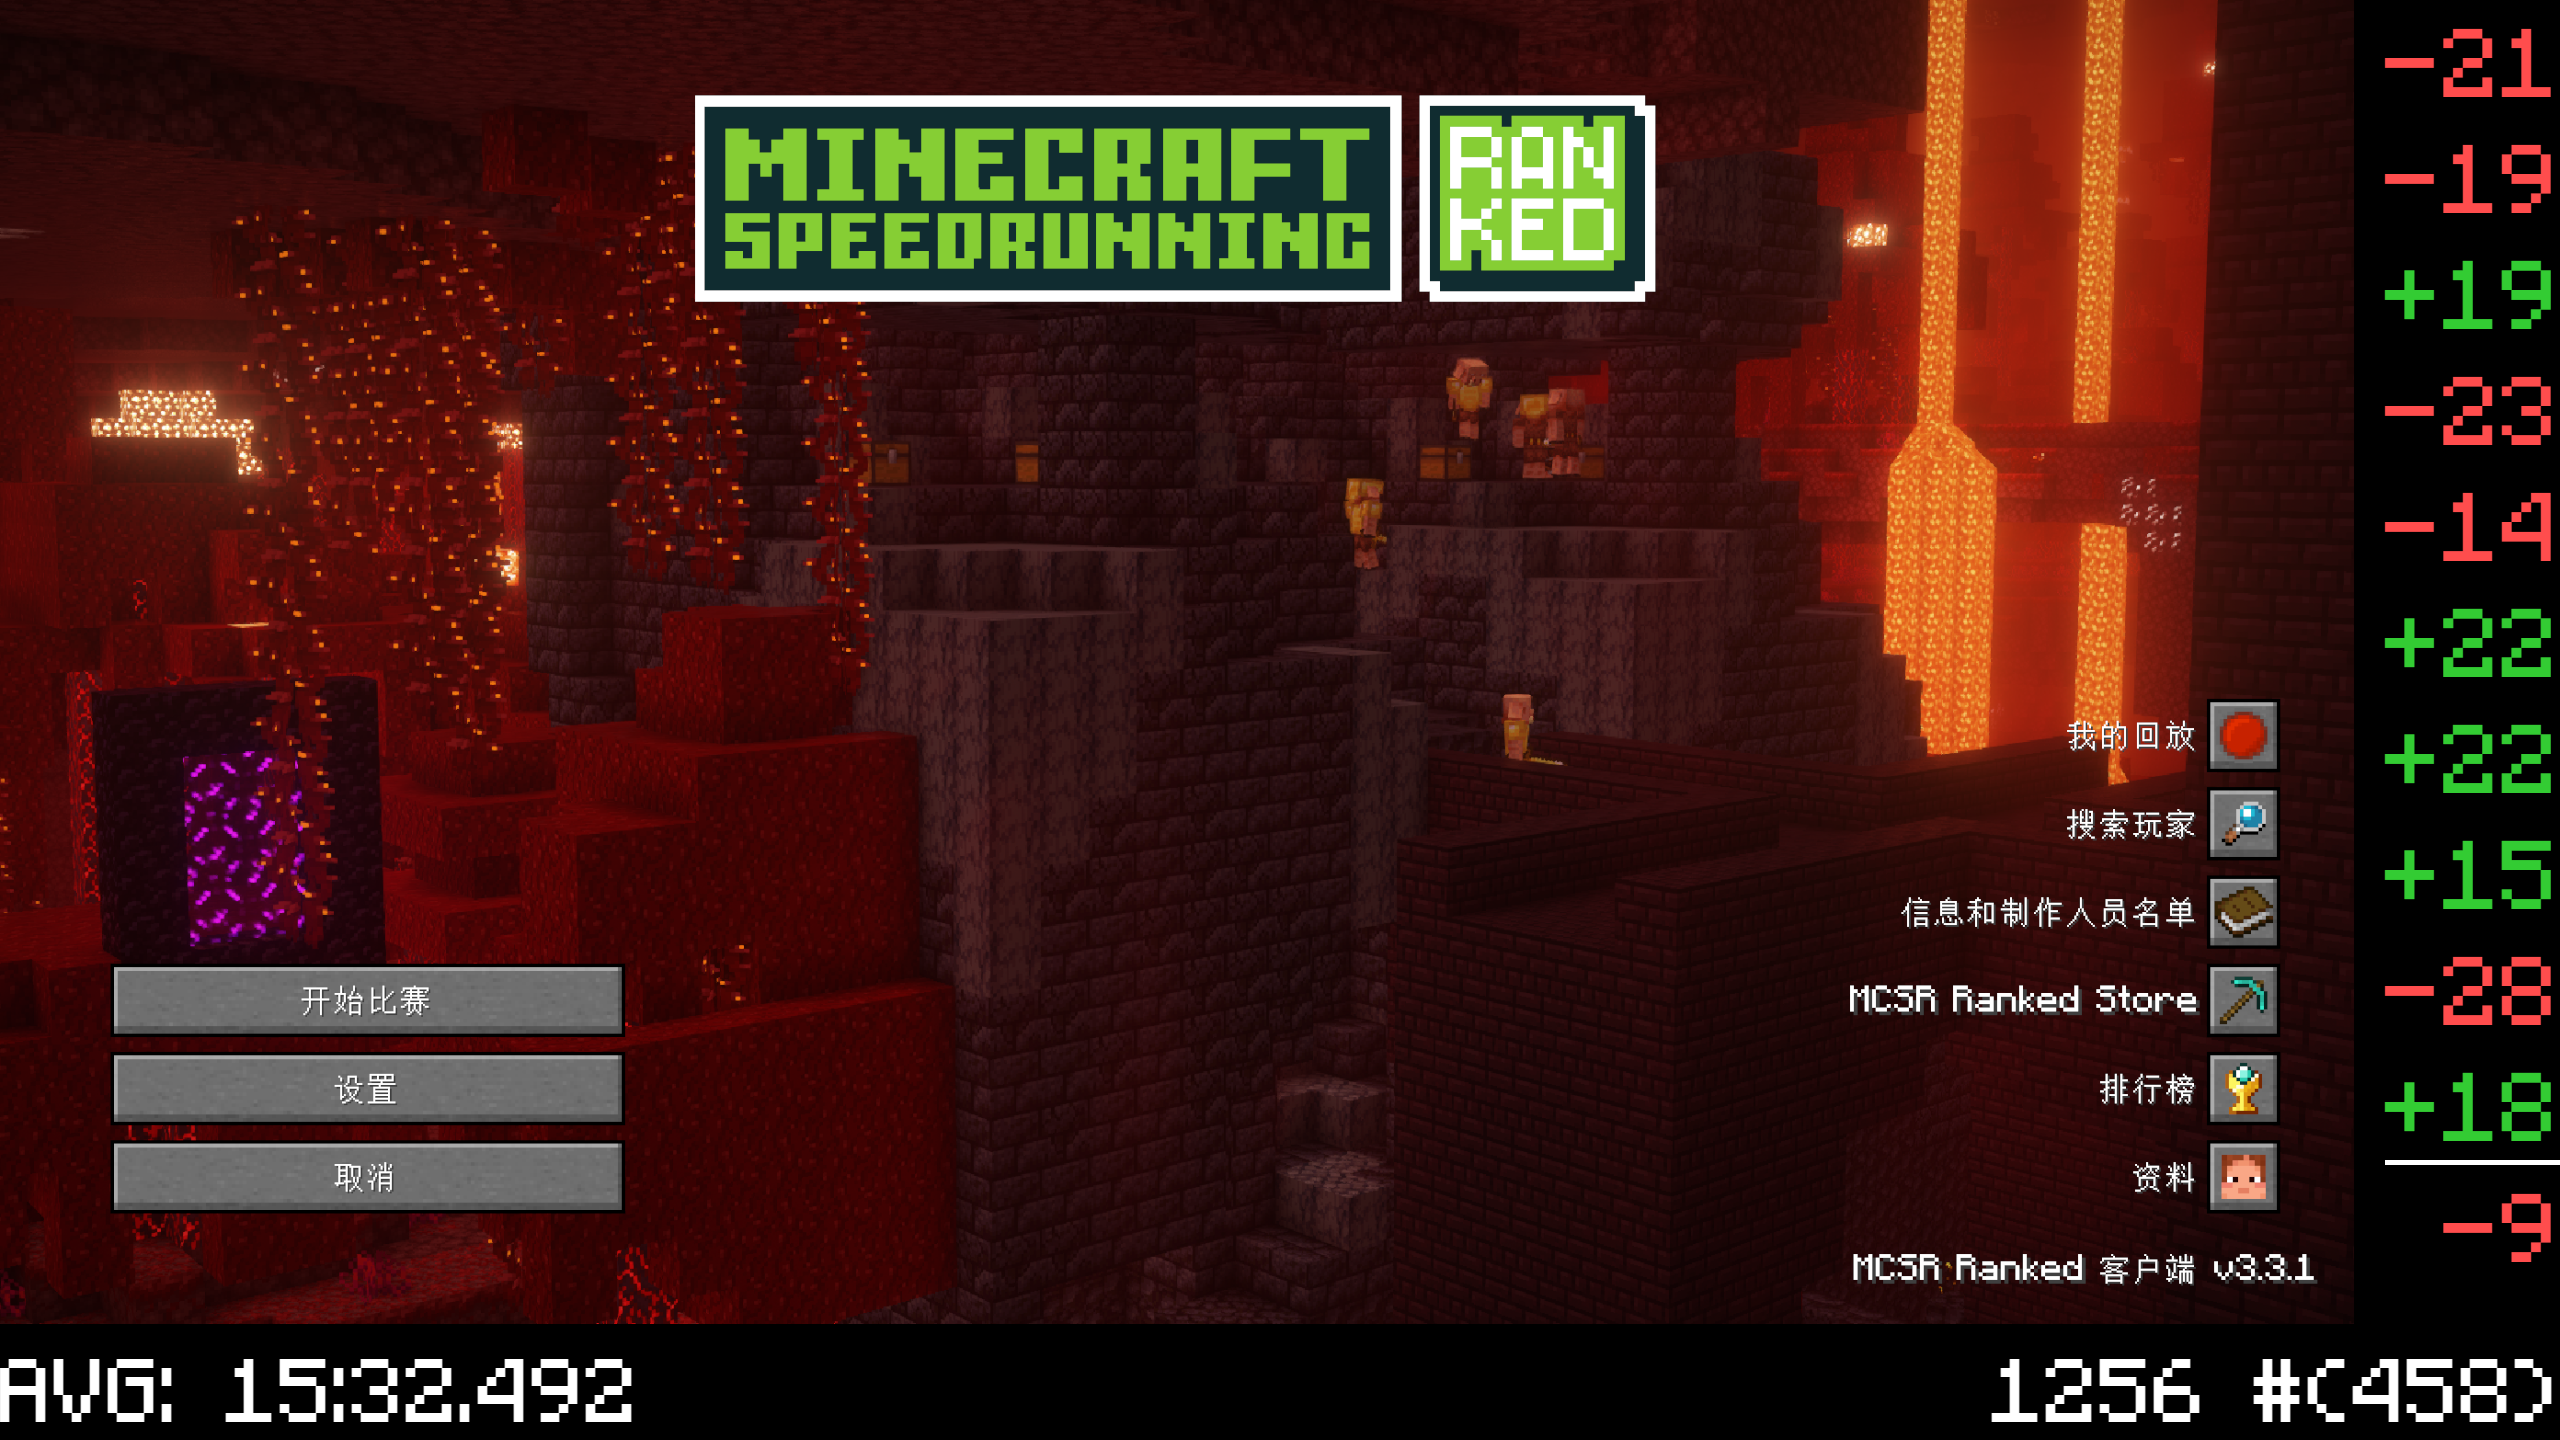 MINECRAFT
SPEEDRUNNING
RAN
KED
开始比赛
设置
取消
我的回放
搜索玩家
信息和制作人员名单
MCSR Ranked Store
排行榜
资料
MCSR Ranked 客户端 v3.3.1
-21
-19
+19
-23
-14
+22
+22
+15
-28
+18
-9
AVG: 15:32.492
1256 #(458)